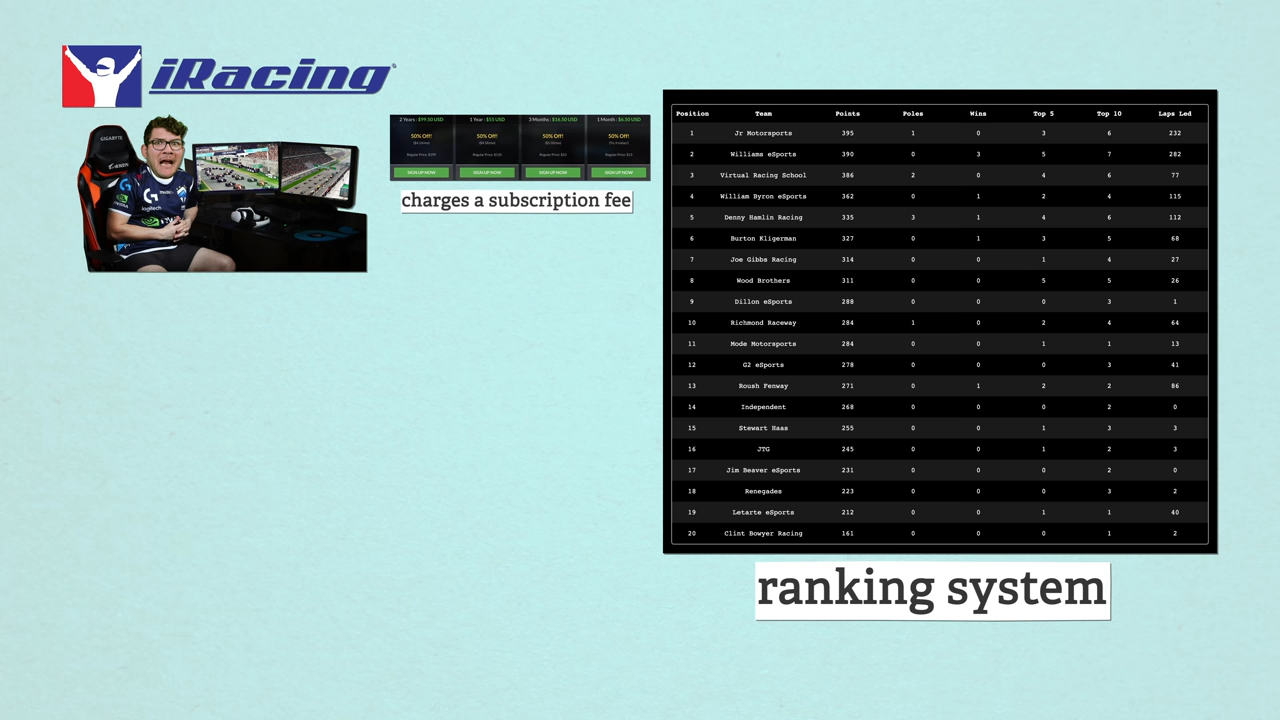 iRacing
GIGABYTE
AORUS
logitech
2 Years : $99.50 USD 1 Year : $55 USD 3 Months : $16.50 USD 1 Month : $6.50 USD
50% Off! 50% Off! 50% Off! 50% Off!
SIGN UP NOW SIGN UP NOW SIGN UP NOW SIGN UP NOW
charges a subscription fee
Position Team Points Poles Wins Top 5 Top 10 Laps Led
1 Jr Motorsports 395 1 0 3 6 232
2 Williams eSports 390 0 3 5 6 282
3 Virtual Racing School 386 2 0 4 6 77
4 William Byron eSports 362 0 1 2 4 115
5 Denny Hamlin Racing 335 3 1 4 6 112
6 Burton Kligerman 327 0 1 3 5 68
7 Joe Gibbs Racing 314 0 0 1 4 27
8 Wood Brothers 311 0 0 5 5 26
9 Dillon eSports 288 0 0 0 3 1
10 Richmond Raceway 284 1 0 2 4 64
11 Mode Motorsports 284 0 0 1 1 13
12 G2 eSports 278 0 0 0 3 41
13 Roush Fenway 271 0 1 2 2 86
14 Independent 268 0 0 0 2 0
15 Stewart Haas 255 0 0 1 3 3
16 JTG 245 0 0 1 2 3
17 Jim Beaver eSports 231 0 0 0 2 0
18 Renegades 223 0 0 0 3 2
19 Letarte eSports 212 0 0 1 1 40
20 Clint Bowyer Racing 161 0 0 0 1 2
ranking system